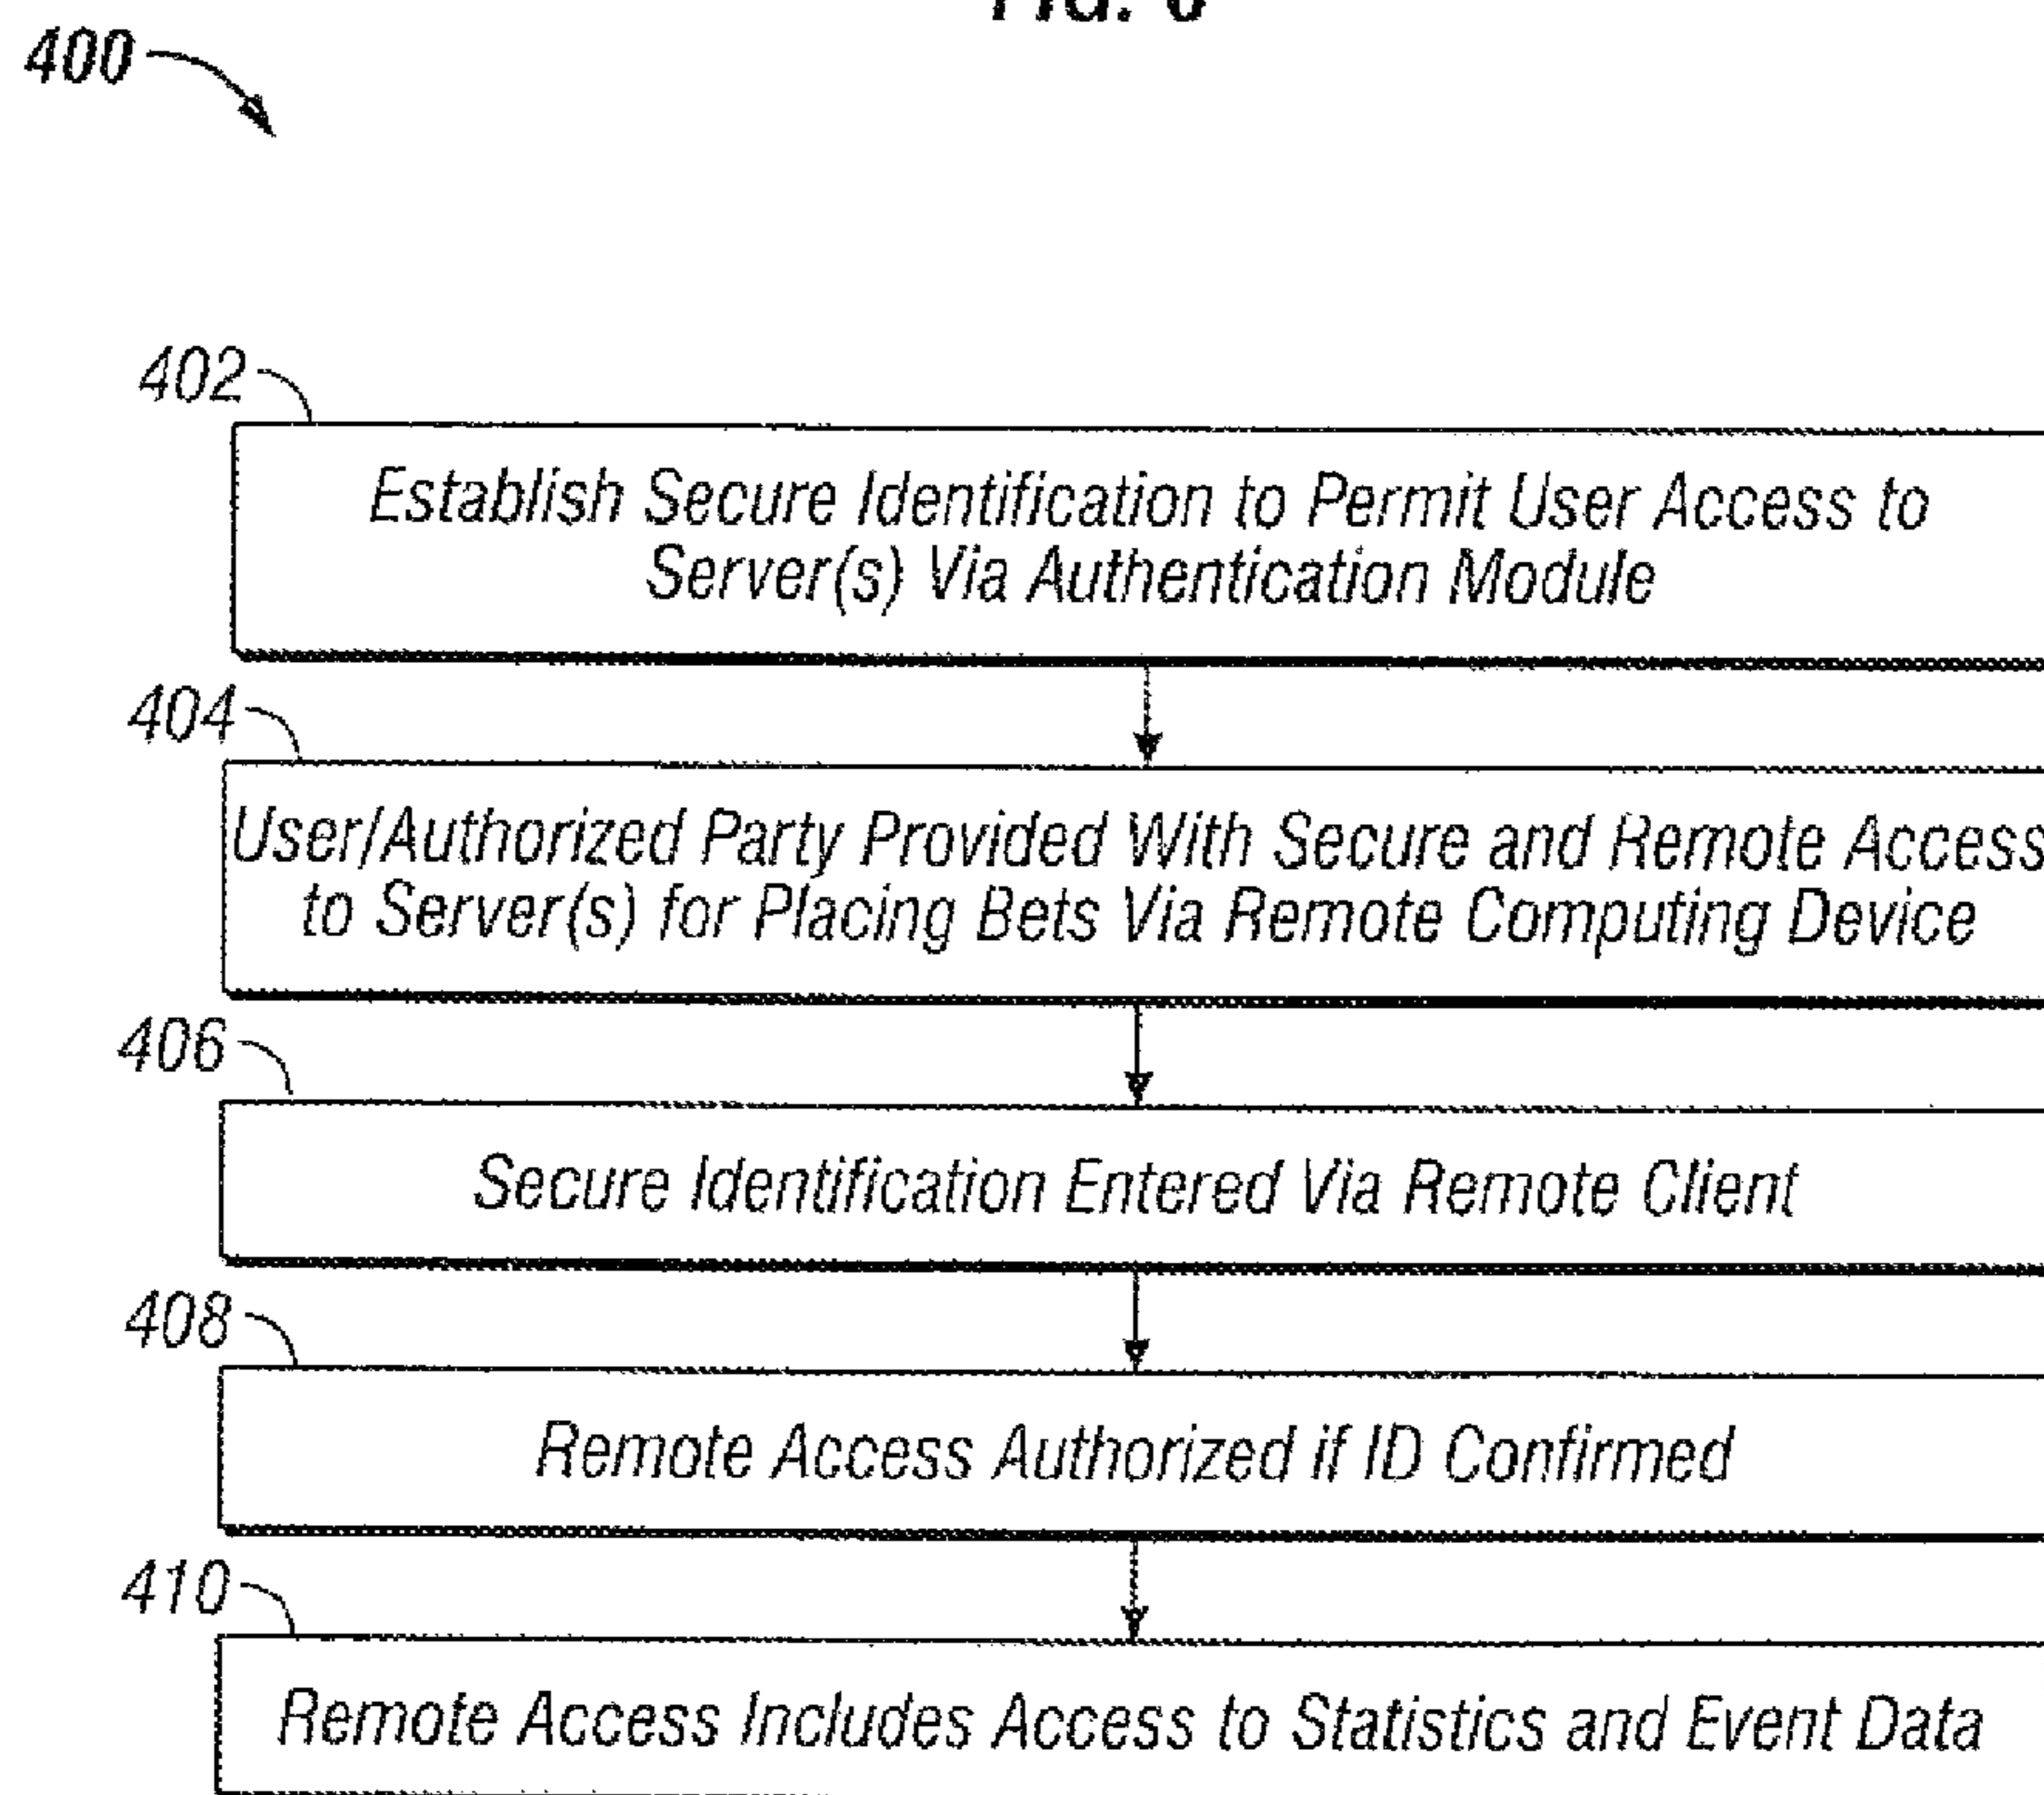 400
402
Establish Secure Identification to Permit User Access to
Server(s) Via Authentication Module
404
User/Authorized Party Provided With Secure and Remote Access
to Server(s) for Placing Bets Via Remote Computing Device
406
Secure Identification Entered Via Remote Client
408
Remote Access Authorized if ID Confirmed
410
Remote Access Includes Access to Statistics and Event Data